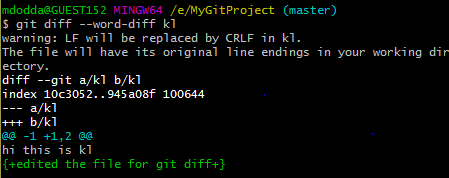 mdodda@GUEST152 MINGW64 /e/MyGitProject (master)
$ git diff --word-diff kl
warning: LF will be replaced by CRLF in kl.
The file will have its original line endings in your working dir
ectory.
diff --git a/kl b/kl
index 10c3052..945a08f 100644
--- a/kl
+++ b/kl
@@ -1 +1,2 @@
hi this is kl
{+edited the file for git diff+}